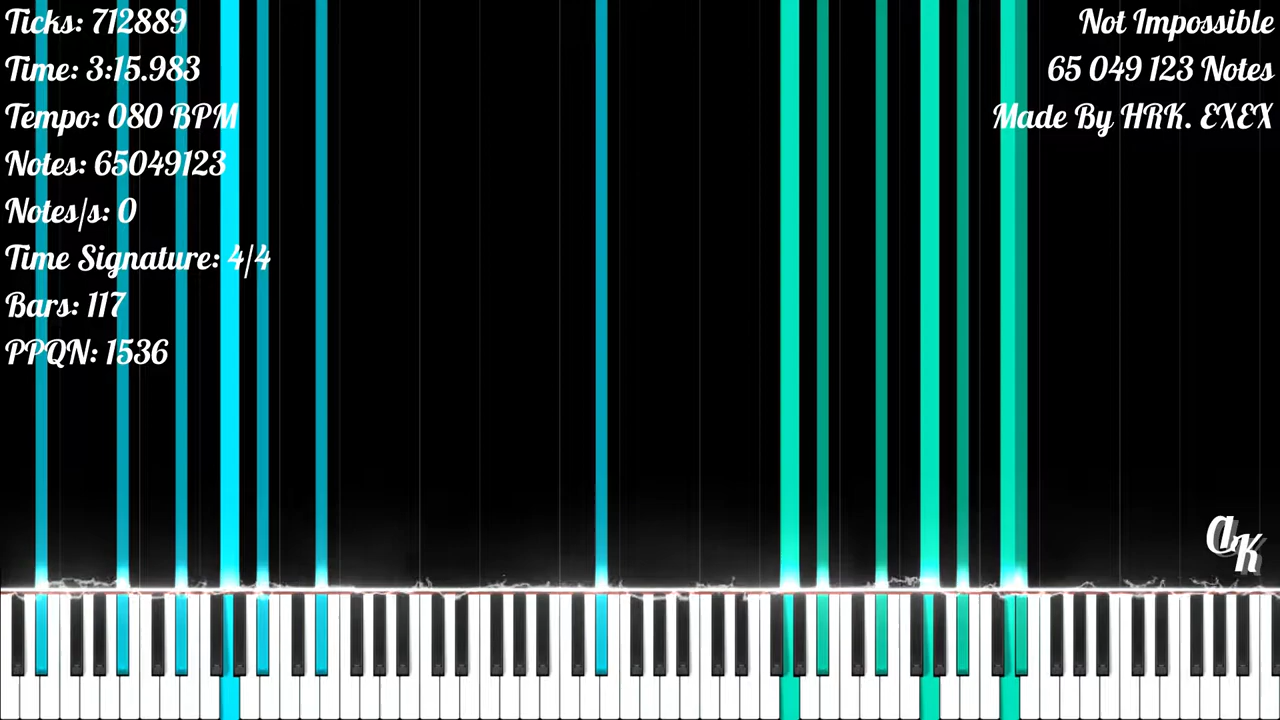 Ticks: 712889
Time: 3:15.983
Tempo: 080 BPM
Notes: 65049123
Notes/s: 0
Time Signature: 4/4
Bars: 117
PPQN: 1536
Not Impossible
65 049 123 Notes
Made By HRK. EXEX
aK